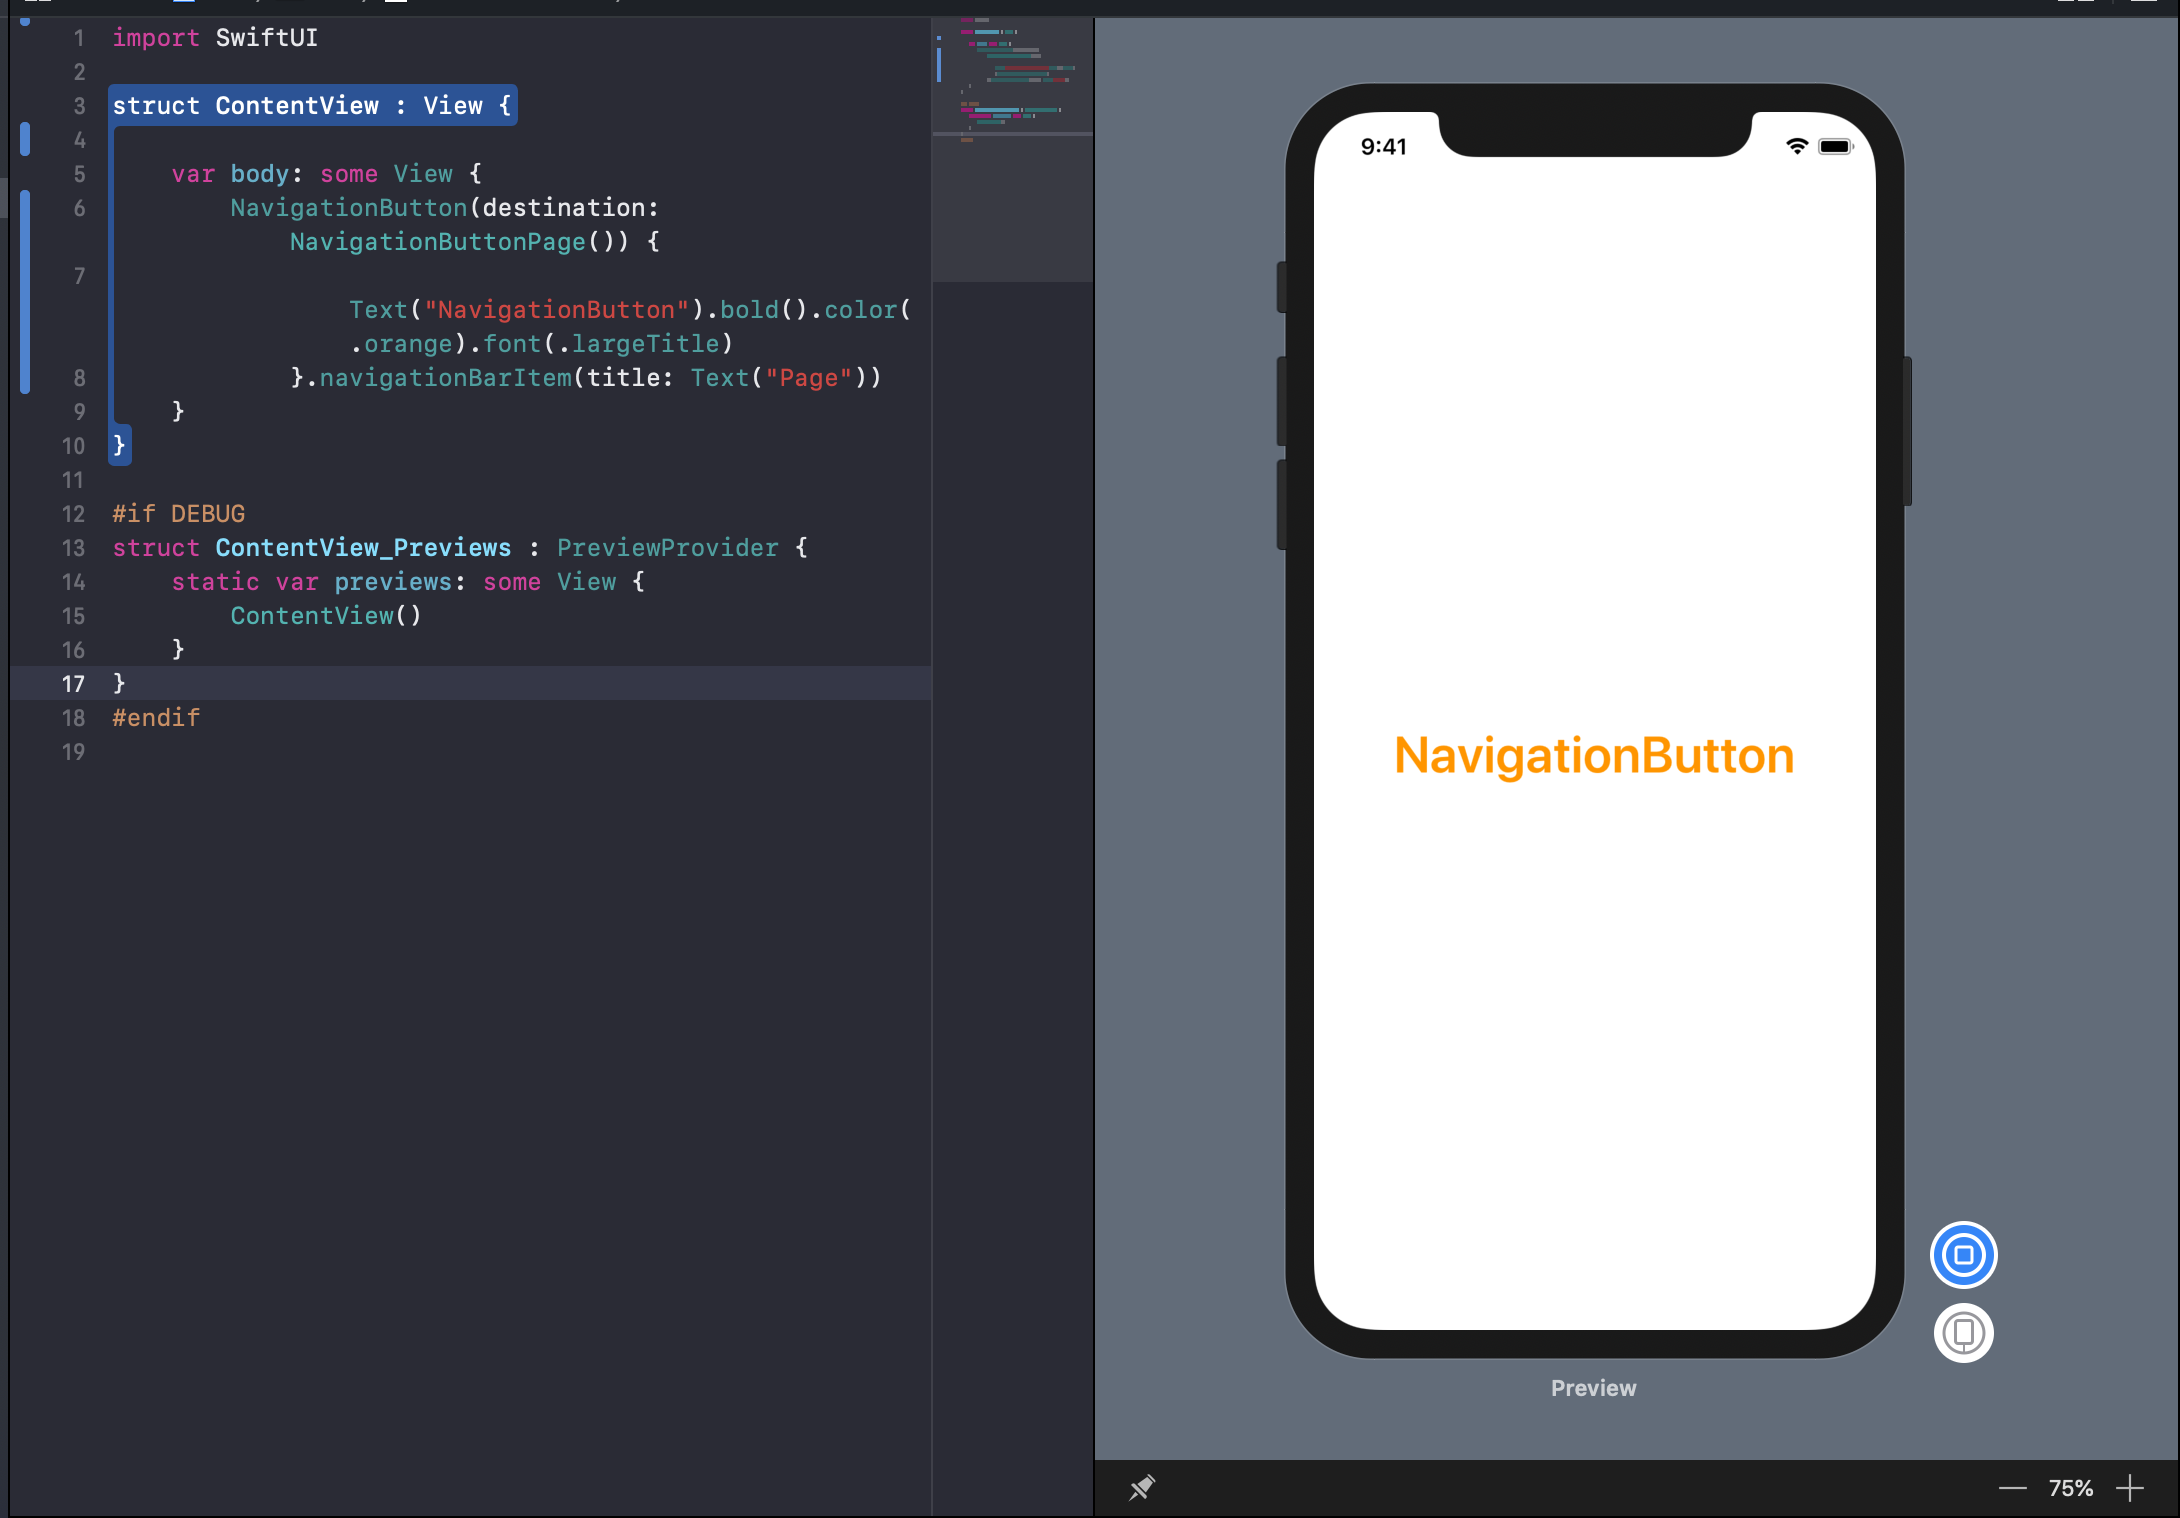 1 import SwiftUI
2
3 struct ContentView : View {
4
5 var body: some View {
6 NavigationButton(destination:
NavigationButtonPage()) {
7
Text("NavigationButton").bold().color(
.orange).font(.largeTitle)
8 }.navigationBarItem(title: Text("Page"))
9 }
10 }
11
12 #if DEBUG
13 struct ContentView_Previews : PreviewProvider {
14 static var previews: some View {
15 ContentView()
16 }
17 }
18 #endif
19
9:41
NavigationButton
Preview
75%